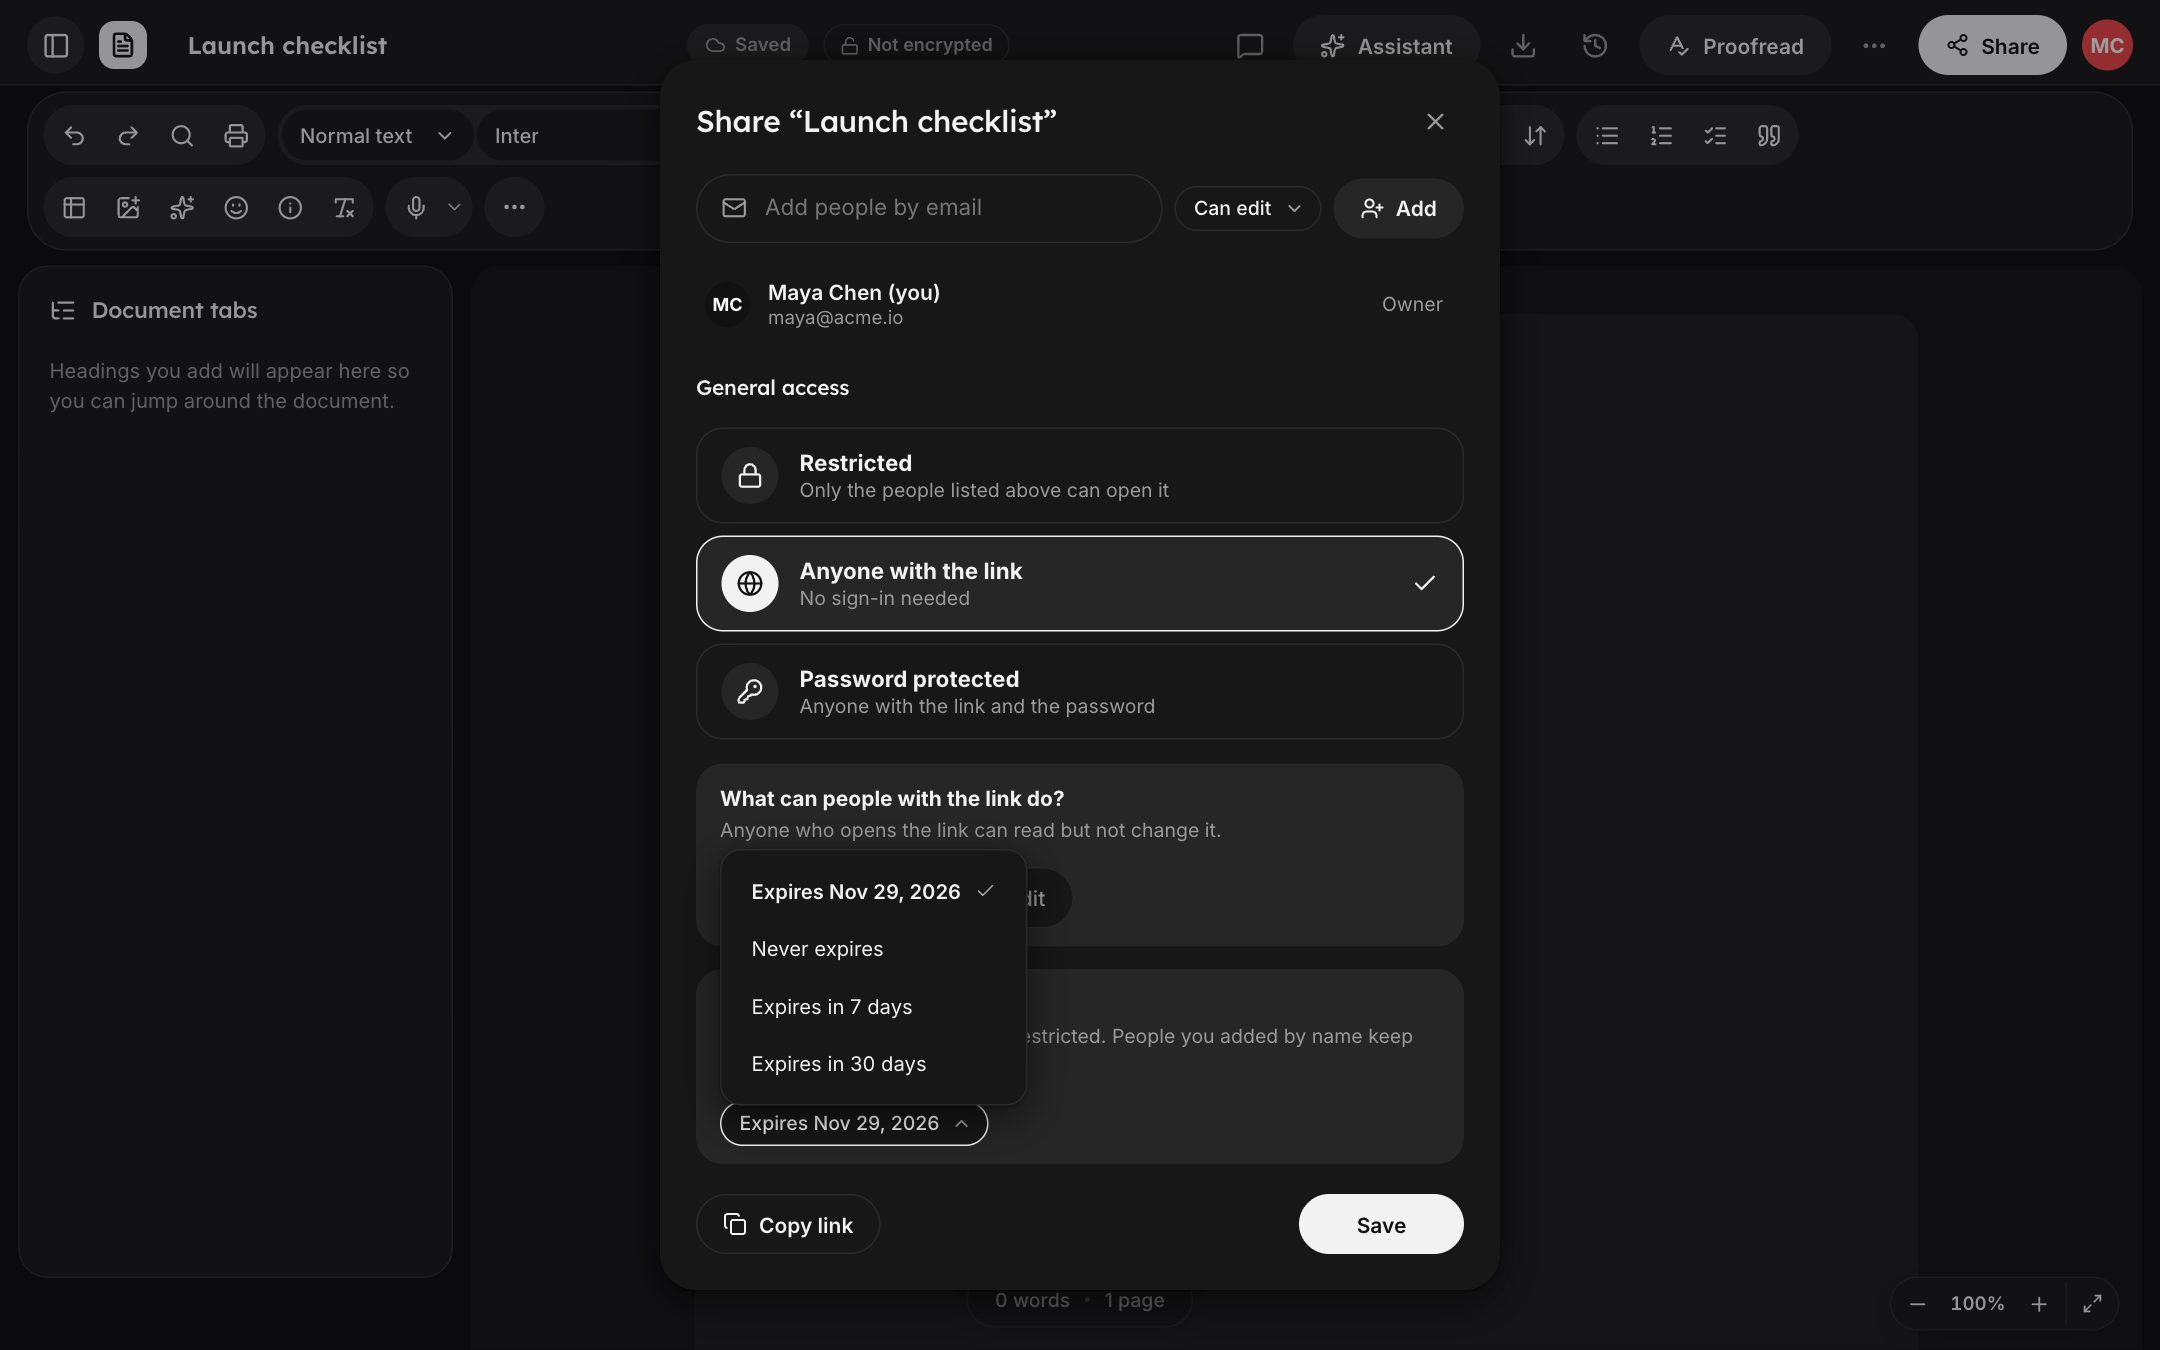 Launch checklist
Saved
Not encrypted
Assistant
Proofread
Share
MC
Normal text
Inter
Document tabs
Headings you add will appear here so
you can jump around the document.
Share “Launch checklist”
Add people by email
Can edit
Add
MC
Maya Chen (you)
maya@acme.io
Owner
General access
Restricted
Only the people listed above can open it
Anyone with the link
No sign-in needed
Password protected
Anyone with the link and the password
What can people with the link do?
Anyone who opens the link can read but not change it.
Expires Nov 29, 2026
Never expires
Expires in 7 days
Expires in 30 days
People you added by name keep
Expires Nov 29, 2026
Copy link
Save
0 words • 1 page
100%